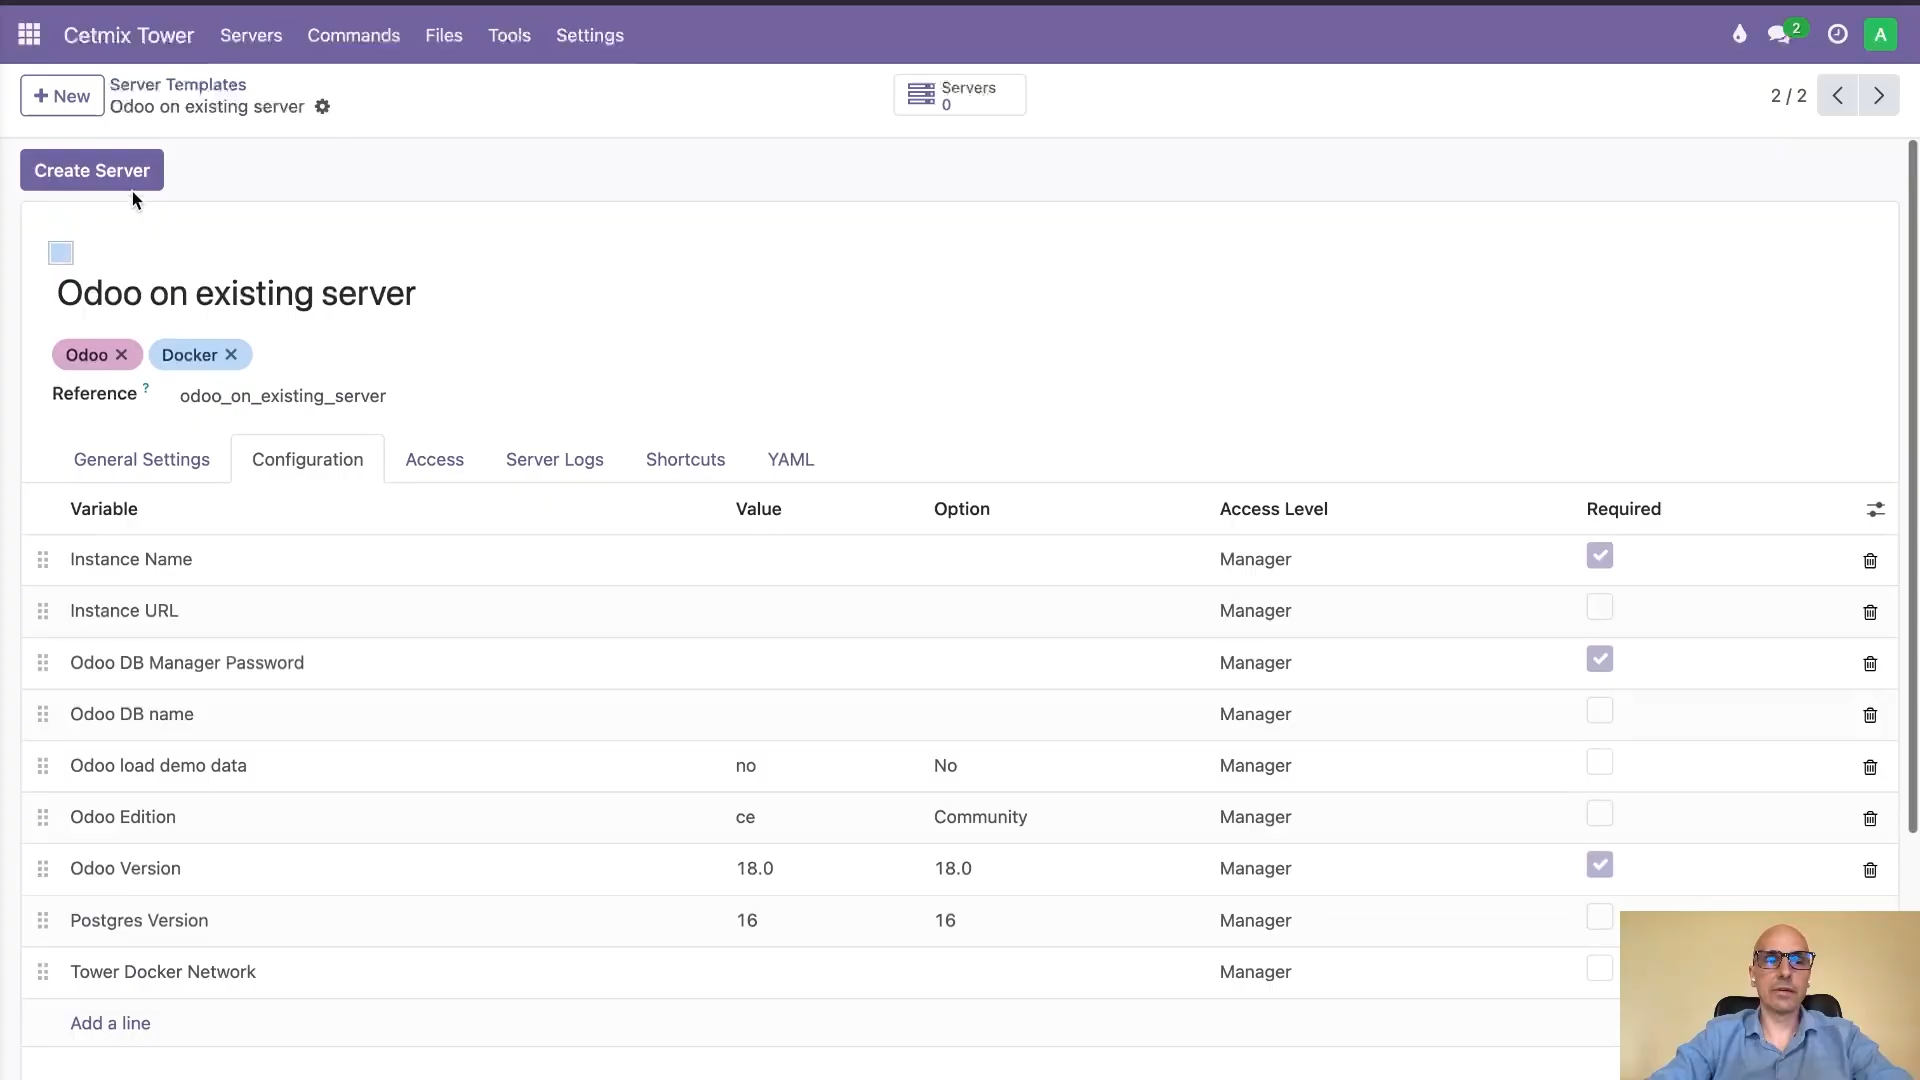 Cetmix Tower Servers Commands Files Tools Settings 2 A
+ New Server Templates
Odoo on existing server
Servers
0
2 / 2
Create Server
Odoo on existing server
Odoo Docker
Reference ? odoo_on_existing_server
General Settings Configuration Access Server Logs Shortcuts YAML
Variable Value Option Access Level Required
Instance Name Manager
Instance URL Manager
Odoo DB Manager Password Manager
Odoo DB name Manager
Odoo load demo data no No Manager
Odoo Edition ce Community Manager
Odoo Version 18.0 18.0 Manager
Postgres Version 16 16 Manager
Tower Docker Network Manager
Add a line